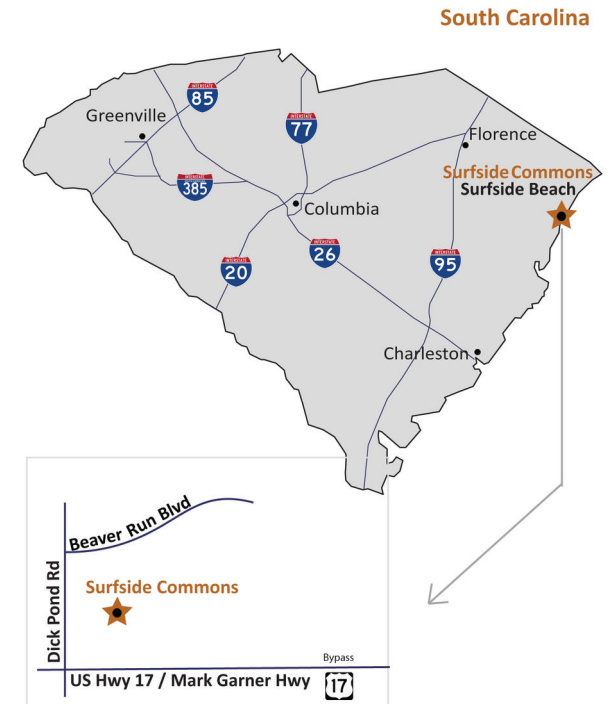 South Carolina
INTERSTATE
85
Greenville
INTERSTATE
77
Florence
Surfside Commons
Surfside Beach
INTERSTATE
385
Columbia
INTERSTATE
20
INTERSTATE
26
INTERSTATE
95
Charleston
Beaver Run Blvd
Dick Pond Rd
Surfside Commons
Bypass
US Hwy 17 / Mark Garner Hwy
17